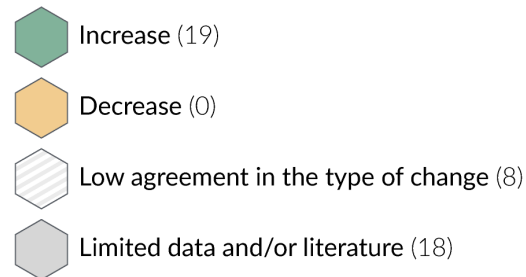 Increase (19)
Decrease (0)
Low agreement in the type of change (8)
Limited data and/or literature (18)